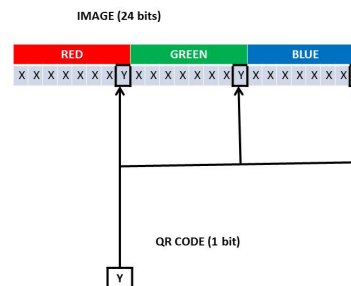 IMAGE (24 bits)
RED GREEN BLUE
X X X X X X X Y X X X X X X X Y X X X X X X X
QR CODE (1 bit)
Y